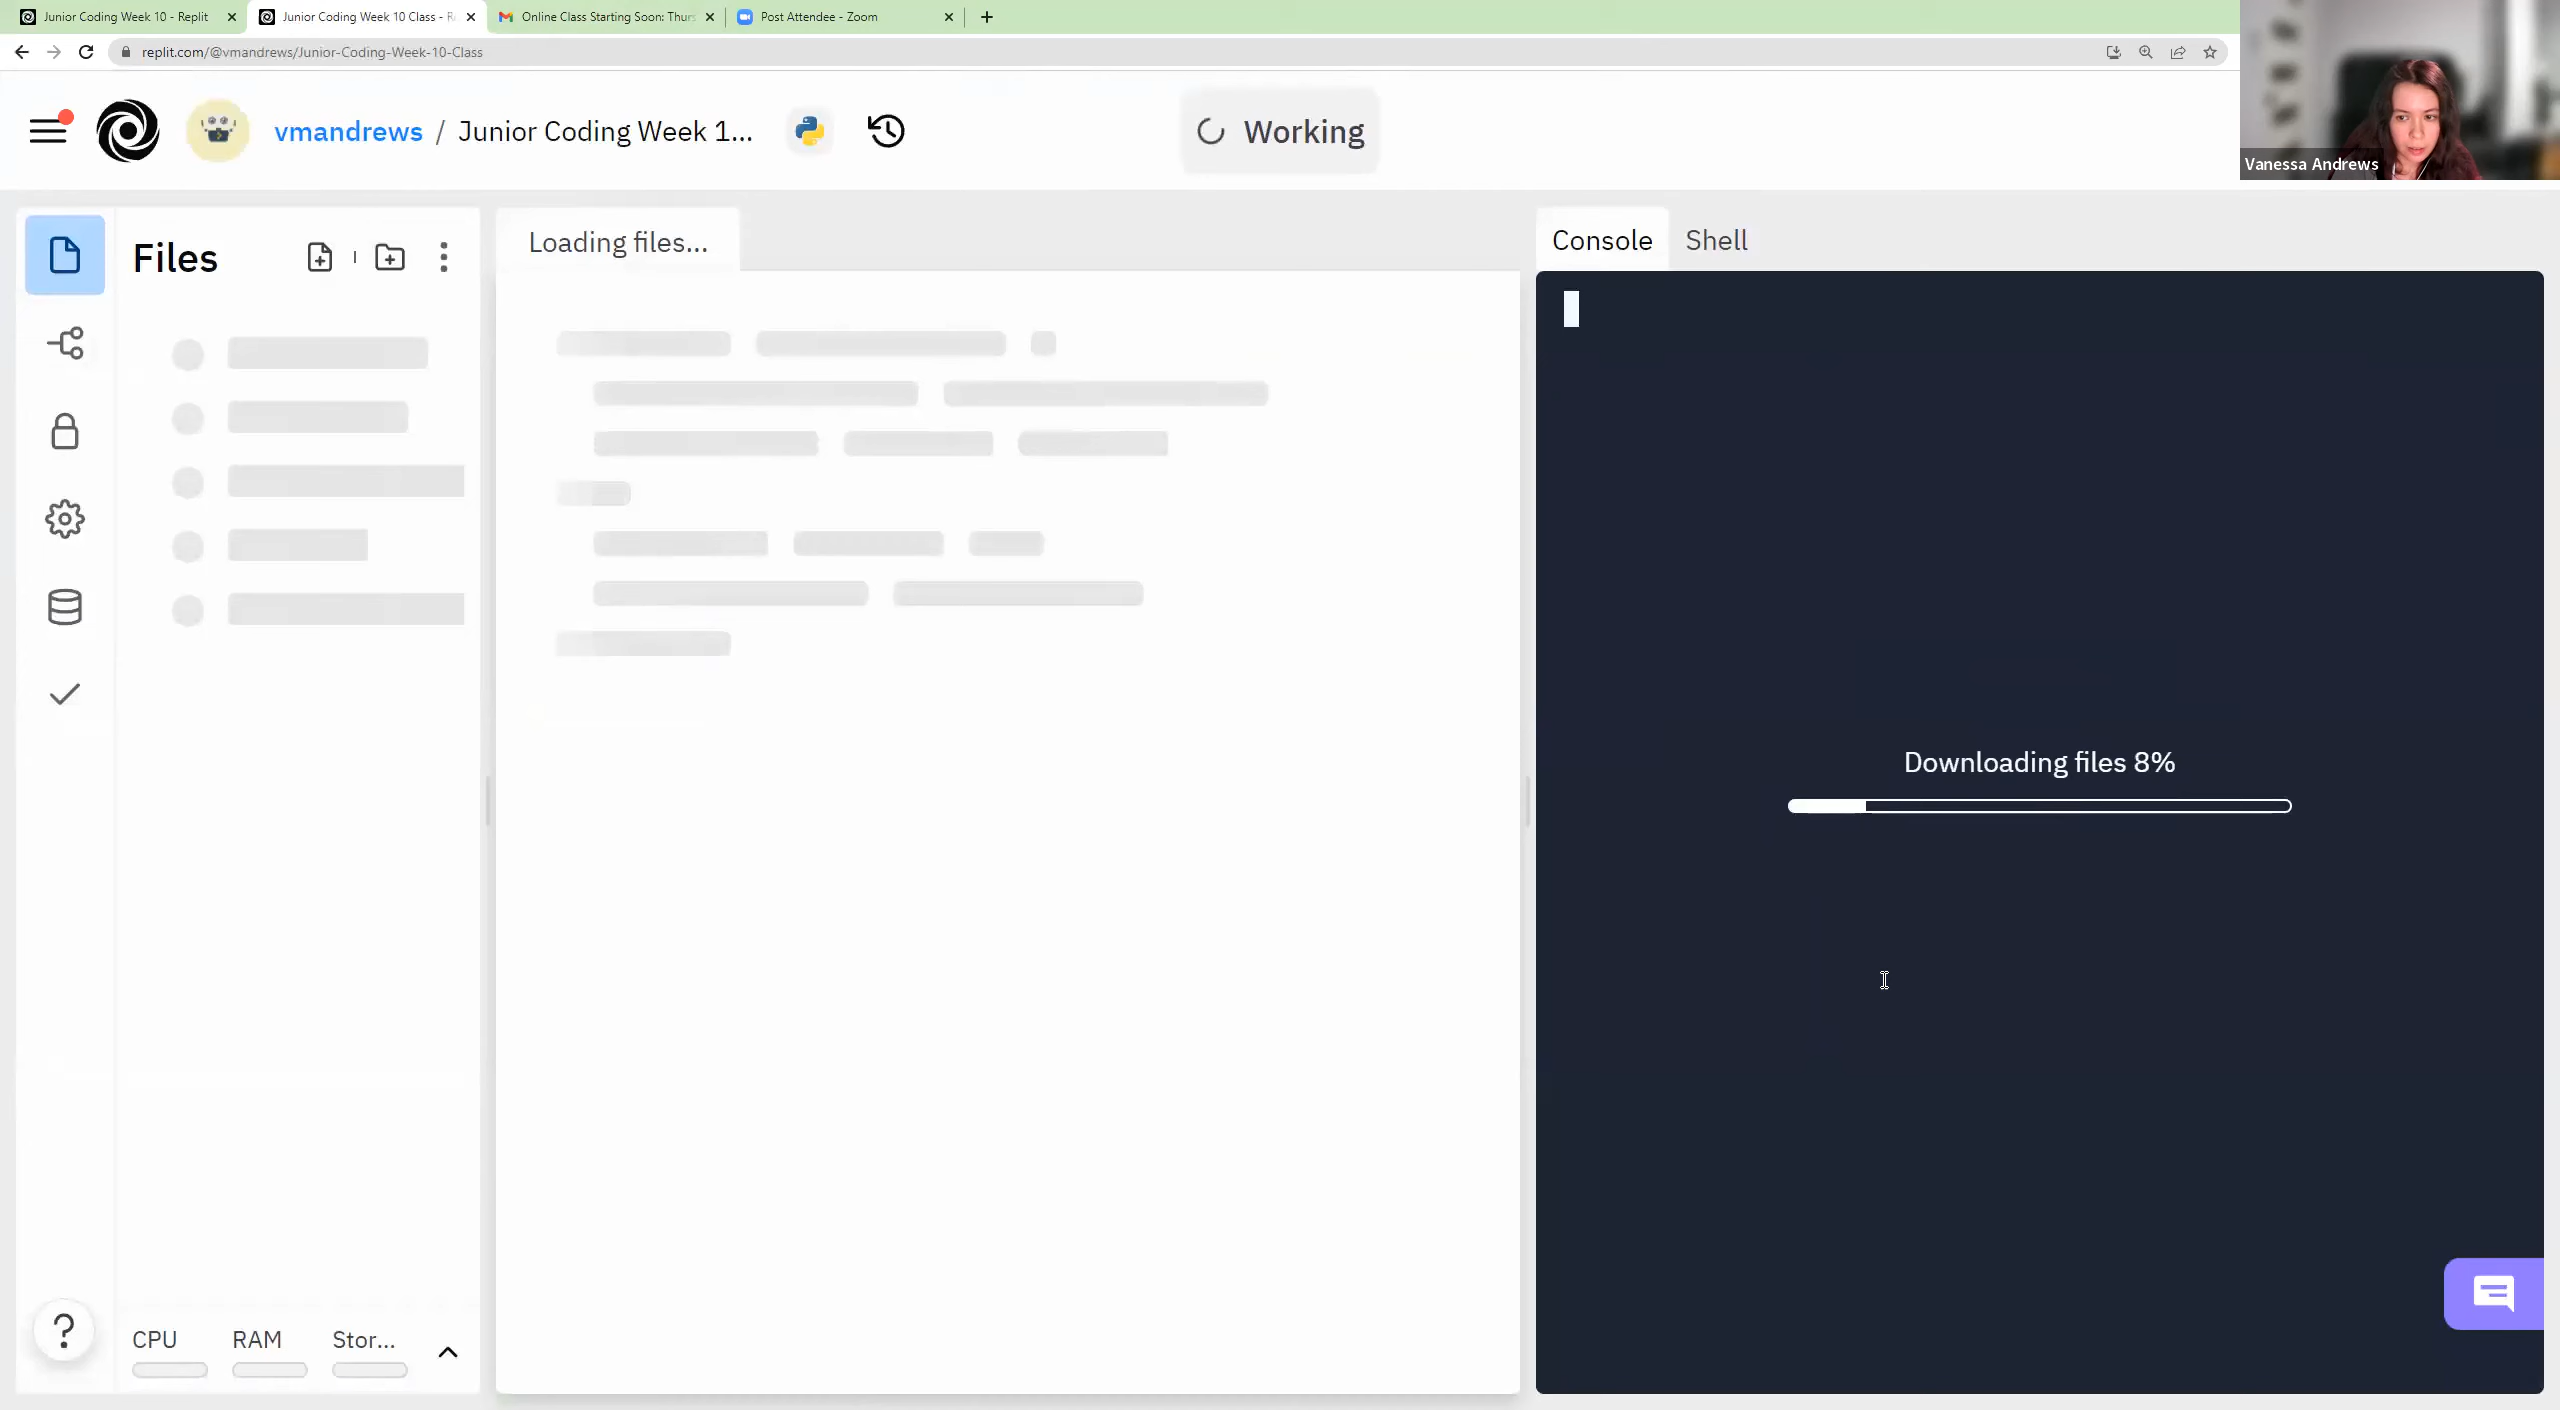 Junior Coding Week 10 - Replit
Junior Coding Week 10 Class - R
Online Class Starting Soon: Thurs
Post Attendee - Zoom
replit.com/@vmandrews/Junior-Coding-Week-10-Class
vmandrews / Junior Coding Week 1...
Working
Vanessa Andrews
Files
Loading files...
Console
Shell
Downloading files 8%
CPU
RAM
Stor...